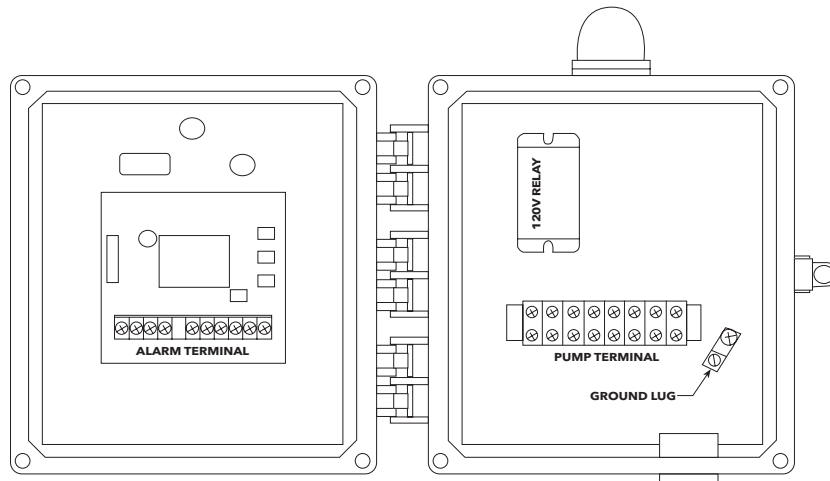 120V RELAY
ALARM TERMINAL
PUMP TERMINAL
GROUND LUG